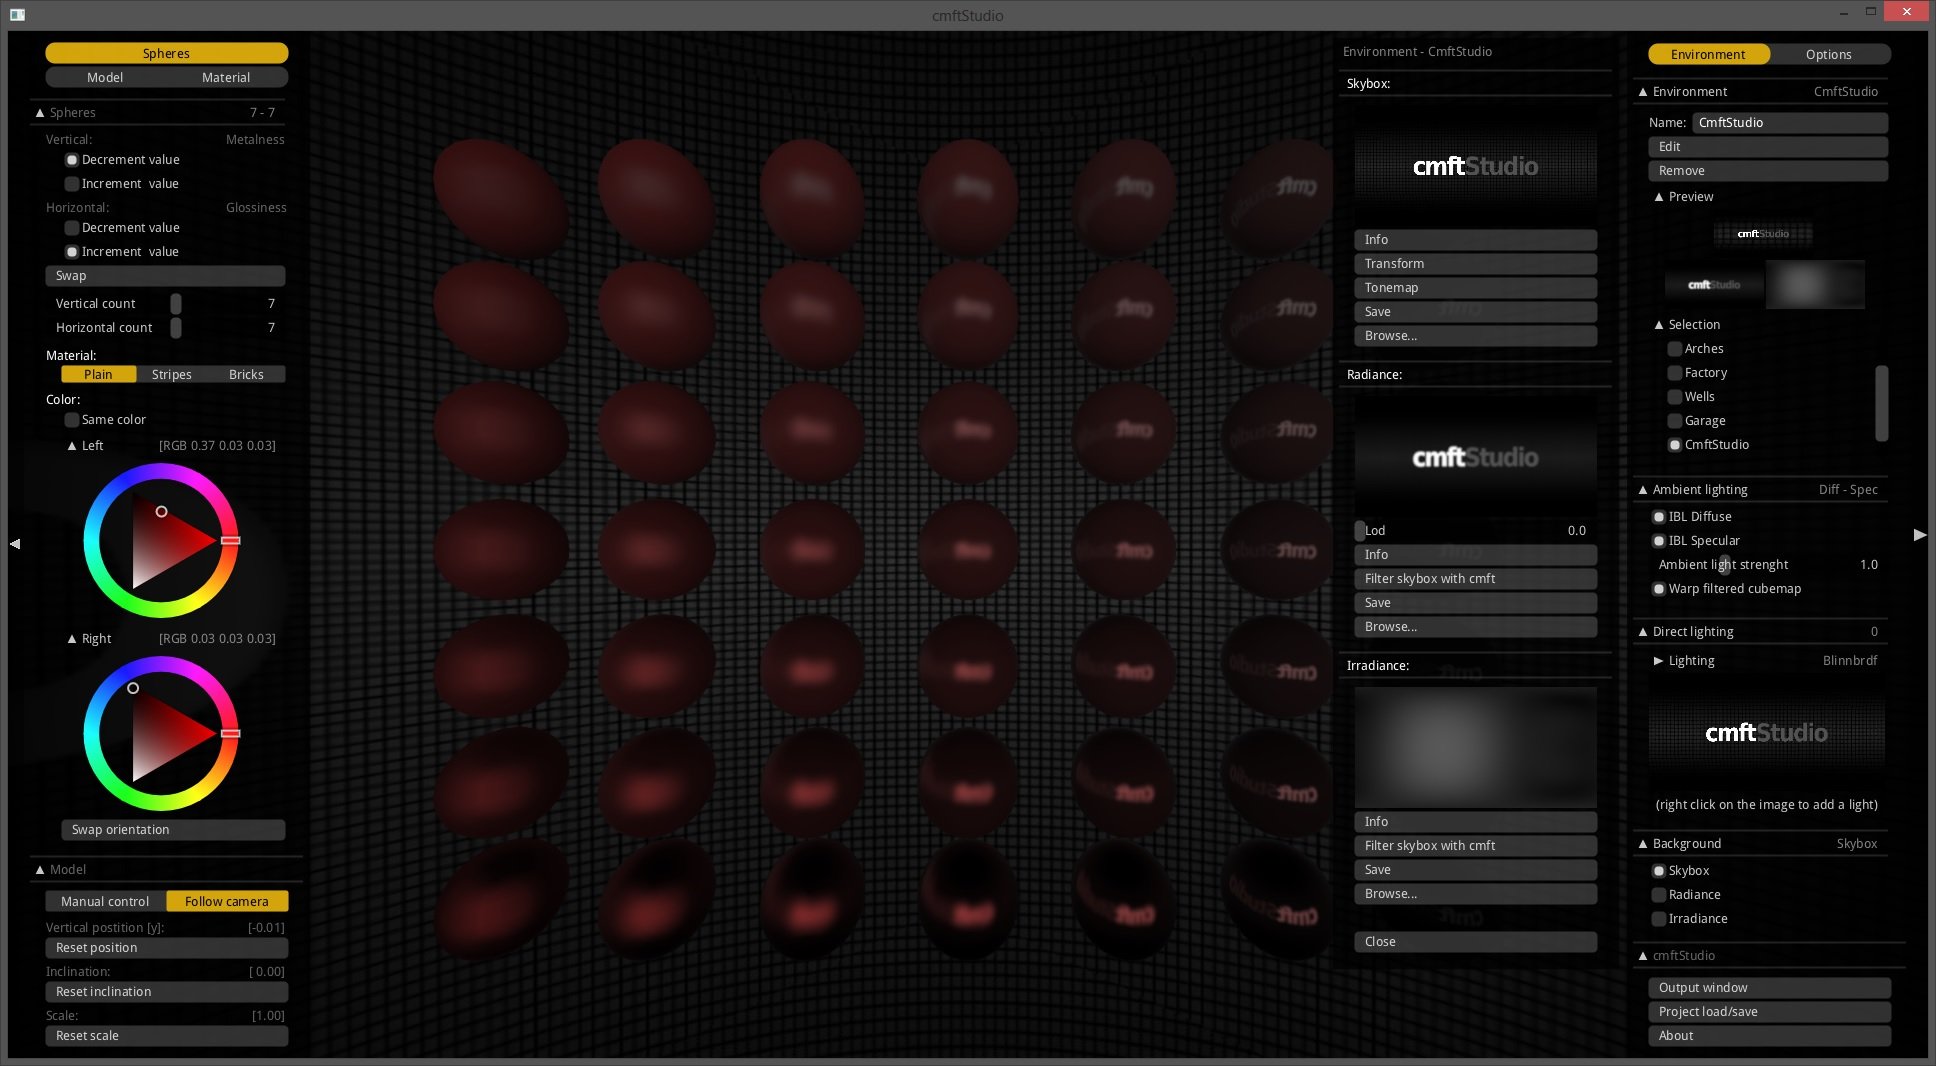 cmftStudio
Spheres
Model Material
Spheres 7 - 7
Vertical: Metalness
Decrement value
Increment value
Horizontal: Glossiness
Decrement value
Increment value
Swap
Vertical count 7
Horizontal count 7
Material:
Plain Stripes Bricks
Color:
Same color
Left [RGB 0.37 0.03 0.03]
Right [RGB 0.03 0.03 0.03]
Swap orientation
Model
Manual control Follow camera
Vertical postition [y]: [-0.01]
Reset position
Inclination: [ 0.00]
Reset inclination
Scale: [1.00]
Reset scale
Environment - CmftStudio
Skybox:
cmftStudio
Info
Transform
Tonemap
Save
Browse...
Radiance:
cmftStudio
Lod 0.0
Info
Filter skybox with cmft
Save
Browse...
Irradiance:
Info
Filter skybox with cmft
Save
Browse...
Close
Environment Options
Environment CmftStudio
Name: CmftStudio
Edit
Remove
Preview
cmftStudio
cmftStudio
Selection
Arches
Factory
Wells
Garage
CmftStudio
Ambient lighting Diff - Spec
IBL Diffuse
IBL Specular
Ambient light strenght 1.0
Warp filtered cubemap
Direct lighting 0
Lighting Blinnbrdf
cmftStudio
(right click on the image to add a light)
Background Skybox
Skybox
Radiance
Irradiance
cmftStudio
Output window
Project load/save
About